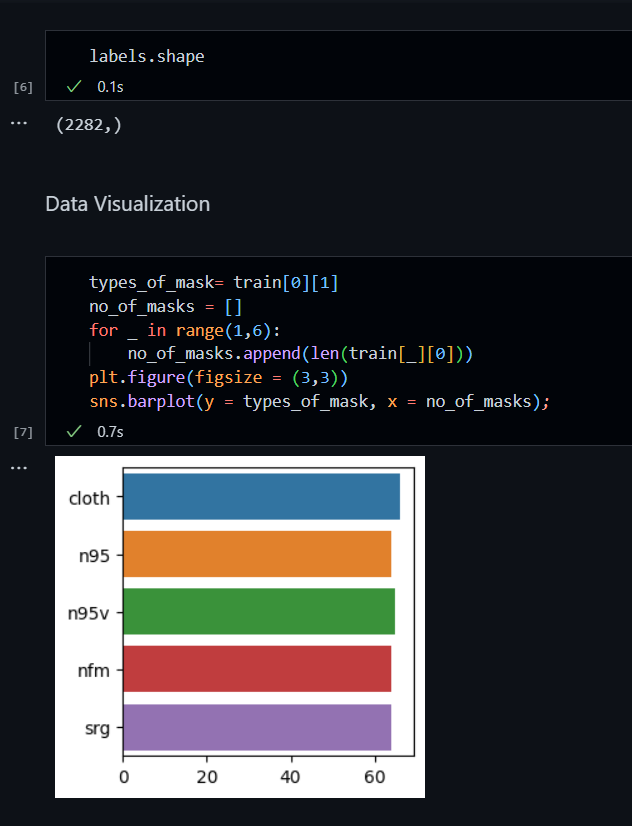 labels.shape
[6] 0.1s
... (2282,)
Data Visualization
types_of_mask= train[0][1]
no_of_masks = []
for _ in range(1,6):
no_of_masks.append(len(train[_][0]))
plt.figure(figsize = (3,3))
sns.barplot(y = types_of_mask, x = no_of_masks);
[7] 0.7s
...
cloth
n95
n95v
nfm
srg
0 20 40 60